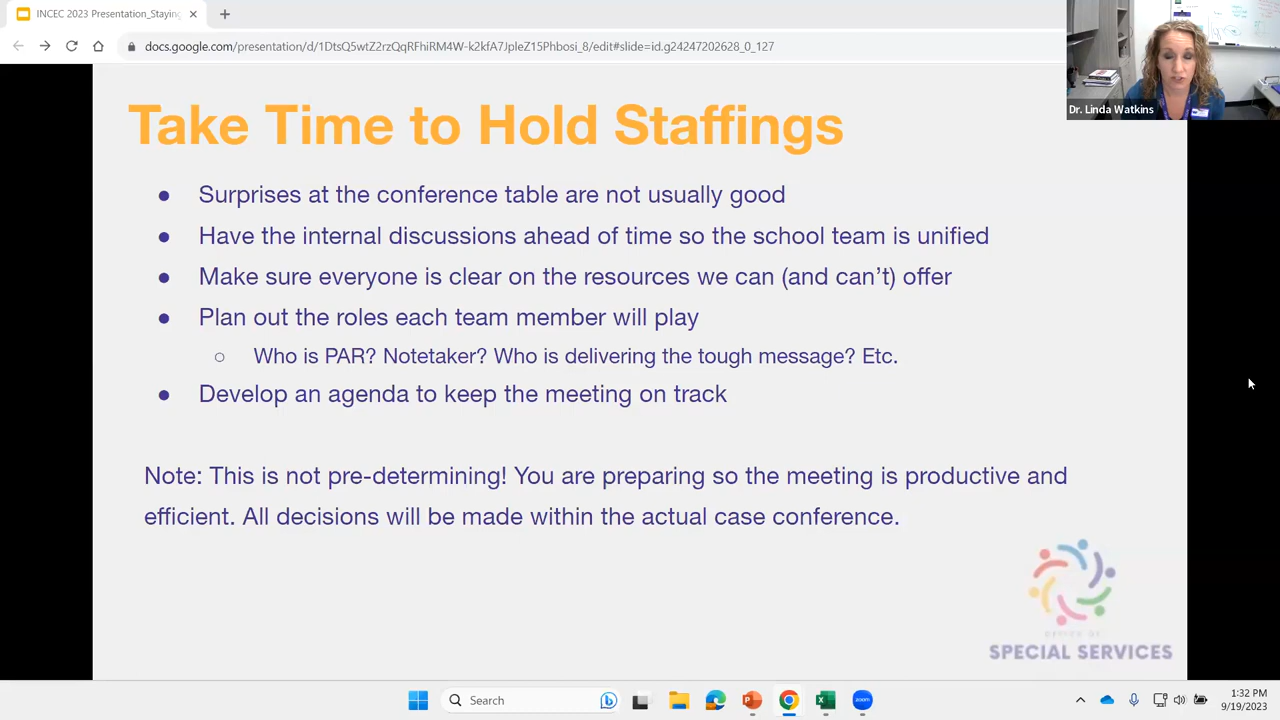 INCEC 2023 Presentation_Staying
docs.google.com/presentation/d/1DtsQ5wtZ2rzQqRFhiRM4W-k2kfA7JpleZ15Phbosi_8/edit#slide=id.g24247202628_0_127
Dr. Linda Watkins
Take Time to Hold Staffings
● Surprises at the conference table are not usually good
● Have the internal discussions ahead of time so the school team is unified
● Make sure everyone is clear on the resources we can (and can’t) offer
● Plan out the roles each team member will play
○ Who is PAR? Notetaker? Who is delivering the tough message? Etc.
● Develop an agenda to keep the meeting on track
Note: This is not pre-determining! You are preparing so the meeting is productive and
efficient. All decisions will be made within the actual case conference.
OFFICE OF
SPECIAL SERVICES
Search
zoom
1:32 PM
9/19/2023